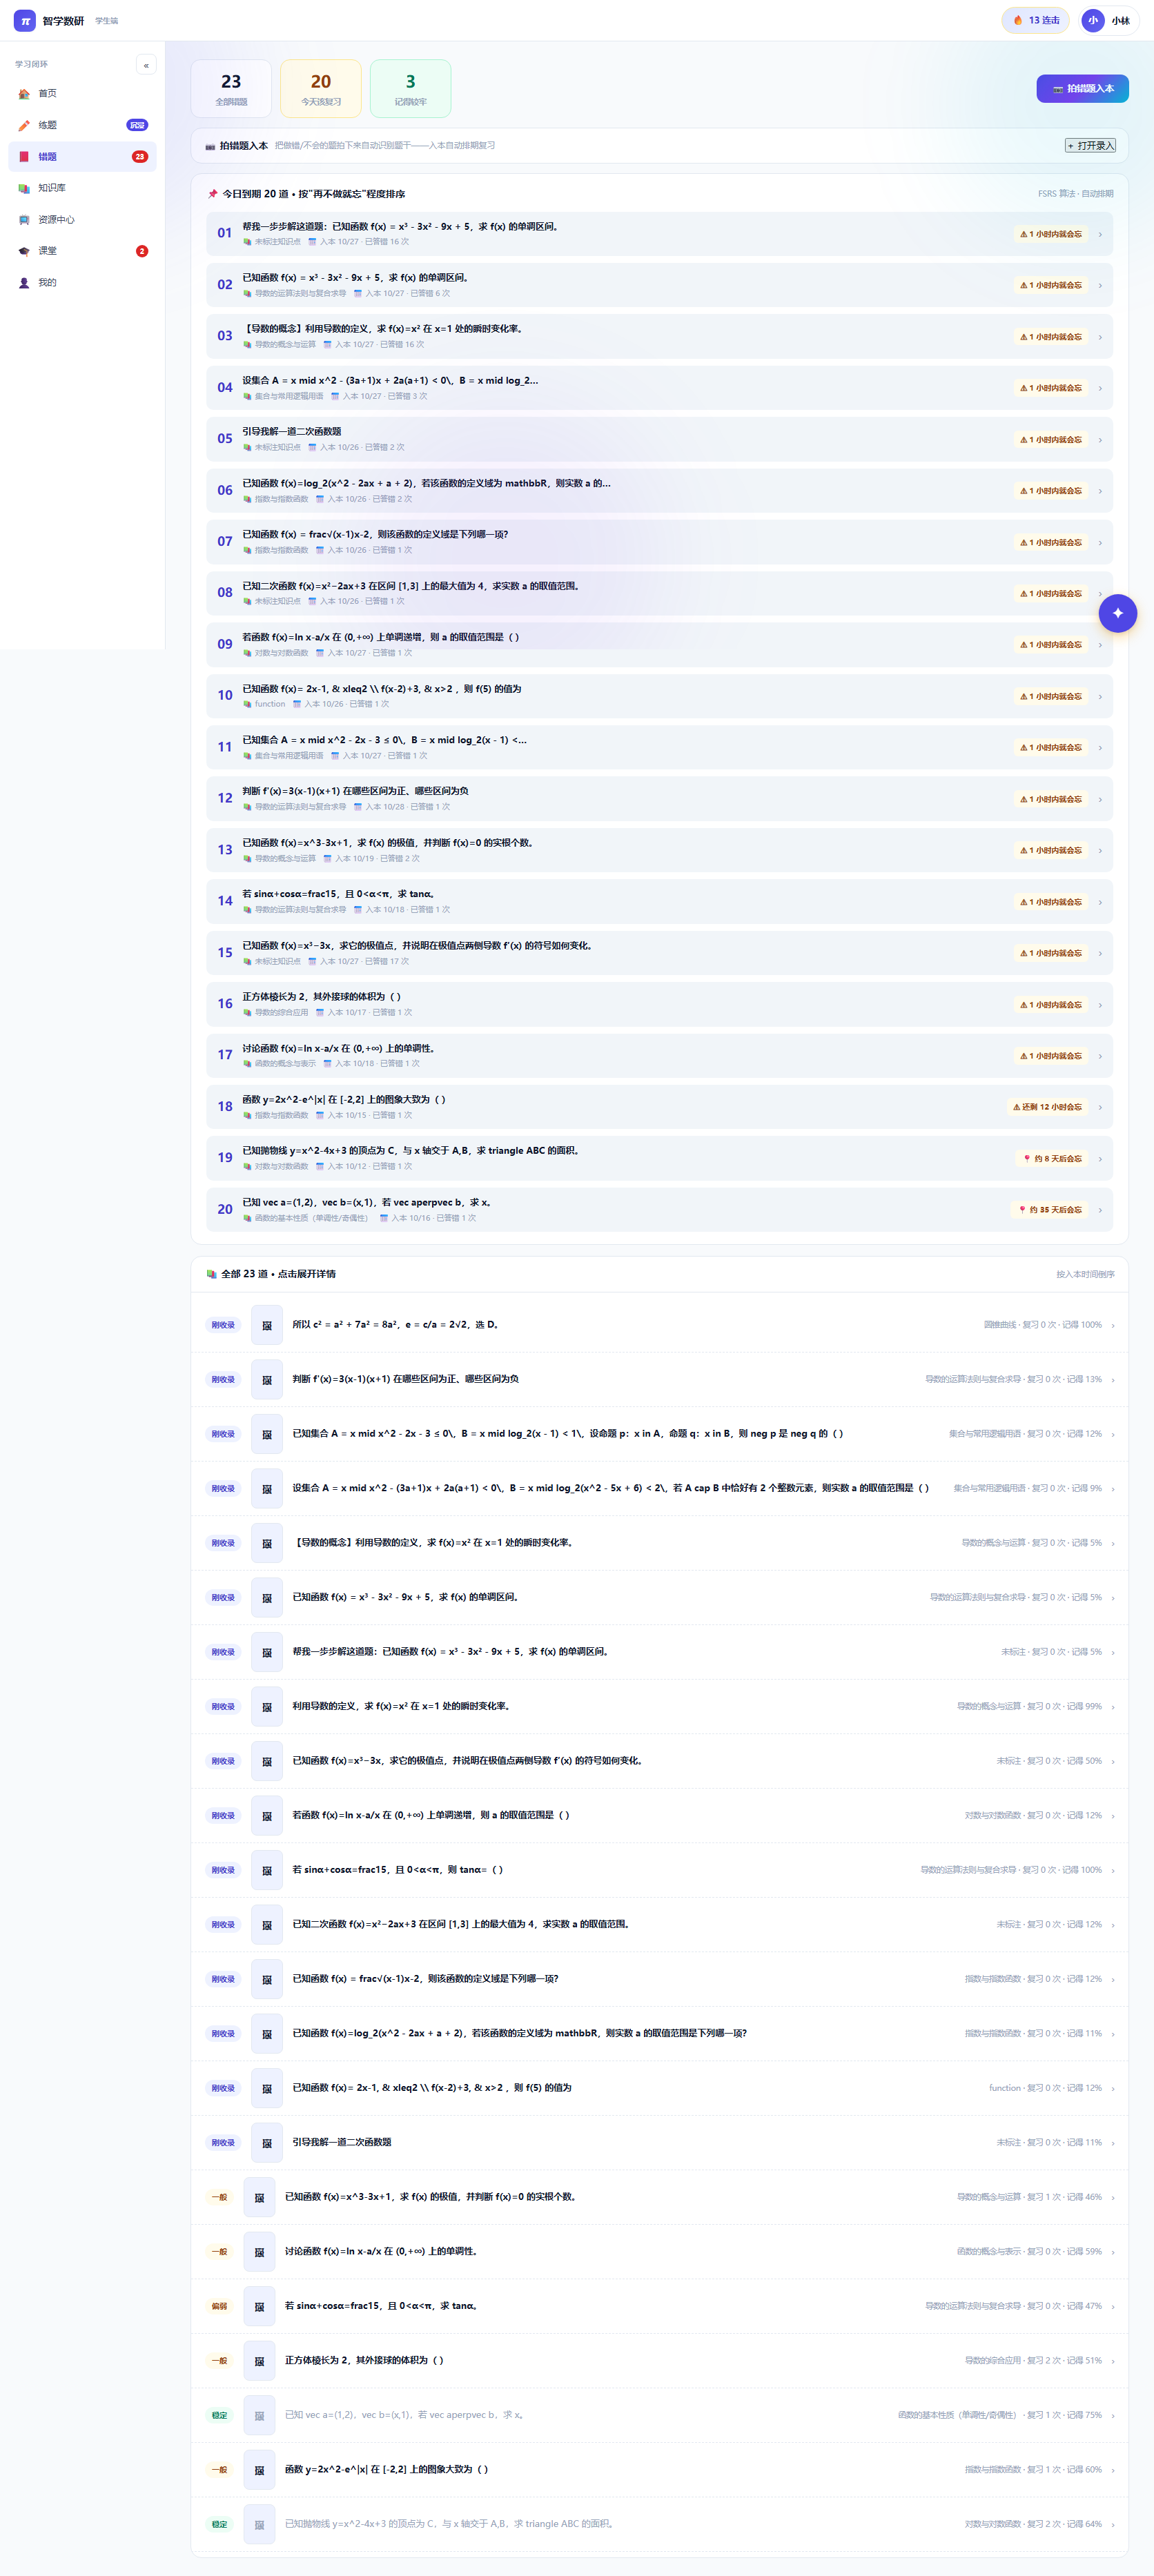 π 智学数研 学生端
🔥 13 连击 小 小林
学习闭环 «
🏠 首页
✏️ 练题 沉浸
📕 错题 23
📚 知识库
📺 资源中心
🎓 课堂 2
👤 我的
23
全部错题
20
今天该复习
3
记得较牢
📷 拍错题入本
📷 拍错题入本 把做错/不会的题拍下来自动识别题干——入本自动排期复习
+ 打开录入
📌 今日到期 20 道 • 按"再不做就忘"程度排序
FSRS 算法 · 自动排期
01 帮我一步步解这道题：已知函数 f(x) = x³ - 3x² - 9x + 5，求 f(x) 的单调区间。
📚 未标注知识点 📅 入本 10/27 · 已答错 16 次
⚠ 1 小时内就会忘 ›
02 已知函数 f(x) = x³ - 3x² - 9x + 5，求 f(x) 的单调区间。
📚 导数的运算法则与复合求导 📅 入本 10/27 · 已答错 6 次
⚠ 1 小时内就会忘 ›
03 【导数的概念】利用导数的定义，求 f(x)=x² 在 x=1 处的瞬时变化率。
📚 导数的概念与运算 📅 入本 10/27 · 已答错 16 次
⚠ 1 小时内就会忘 ›
04 设集合 A = x mid x^2 - (3a+1)x + 2a(a+1) < 0\，B = x mid log_2...
📚 集合与常用逻辑用语 📅 入本 10/27 · 已答错 3 次
⚠ 1 小时内就会忘 ›
05 引导我解一道二次函数题
📚 未标注知识点 📅 入本 10/26 · 已答错 2 次
⚠ 1 小时内就会忘 ›
06 已知函数 f(x)=log_2(x^2 - 2ax + a + 2)，若该函数的定义域为 mathbbR，则实数 a 的...
📚 指数与指数函数 📅 入本 10/26 · 已答错 2 次
⚠ 1 小时内就会忘 ›
07 已知函数 f(x) = frac√(x-1)x-2，则该函数的定义域是下列哪一项？
📚 指数与指数函数 📅 入本 10/26 · 已答错 1 次
⚠ 1 小时内就会忘 ›
08 已知二次函数 f(x)=x²−2ax+3 在区间 [1,3] 上的最大值为 4，求实数 a 的取值范围。
📚 未标注知识点 📅 入本 10/26 · 已答错 1 次
⚠ 1 小时内就会忘 ›
09 若函数 f(x)=ln x-a/x 在 (0,+∞) 上单调递增，则 a 的取值范围是（ ）
📚 对数与对数函数 📅 入本 10/27 · 已答错 1 次
⚠ 1 小时内就会忘 ›
10 已知函数 f(x)= 2x-1, & xleq2 \\ f(x-2)+3, & x>2 ，则 f(5) 的值为
📚 function 📅 入本 10/26 · 已答错 1 次
⚠ 1 小时内就会忘 ›
11 已知集合 A = x mid x^2 - 2x - 3 ≤ 0\，B = x mid log_2(x - 1) <...
📚 集合与常用逻辑用语 📅 入本 10/27 · 已答错 1 次
⚠ 1 小时内就会忘 ›
12 判断 f'(x)=3(x-1)(x+1) 在哪些区间为正、哪些区间为负
📚 导数的运算法则与复合求导 📅 入本 10/28 · 已答错 1 次
⚠ 1 小时内就会忘 ›
13 已知函数 f(x)=x^3-3x+1，求 f(x) 的极值，并判断 f(x)=0 的实根个数。
📚 导数的概念与运算 📅 入本 10/19 · 已答错 2 次
⚠ 1 小时内就会忘 ›
14 若 sinα+cosα=frac15，且 0<α<π，求 tanα。
📚 导数的运算法则与复合求导 📅 入本 10/18 · 已答错 1 次
⚠ 1 小时内就会忘 ›
15 已知函数 f(x)=x³−3x，求它的极值点，并说明在极值点两侧导数 f'(x) 的符号如何变化。
📚 未标注知识点 📅 入本 10/27 · 已答错 17 次
⚠ 1 小时内就会忘 ›
16 正方体棱长为 2，其外接球的体积为（ ）
📚 导数的综合应用 📅 入本 10/17 · 已答错 1 次
⚠ 1 小时内就会忘 ›
17 讨论函数 f(x)=ln x-a/x 在 (0,+∞) 上的单调性。
📚 函数的概念与表示 📅 入本 10/18 · 已答错 1 次
⚠ 1 小时内就会忘 ›
18 函数 y=2x^2-e^|x| 在 [-2,2] 上的图象大致为（ ）
📚 指数与指数函数 📅 入本 10/15 · 已答错 1 次
⚠ 还剩 12 小时会忘 ›
19 已知抛物线 y=x^2-4x+3 的顶点为 C，与 x 轴交于 A,B，求 triangle ABC 的面积。
📚 对数与对数函数 📅 入本 10/12 · 已答错 1 次
📍 约 8 天后会忘 ›
20 已知 vec a=(1,2)，vec b=(x,1)，若 vec aperpvec b，求 x。
📚 函数的基本性质（单调性/奇偶性） 📅 入本 10/16 · 已答错 1 次
📍 约 35 天后会忘 ›
✦
📚 全部 23 道 • 点击展开详情
按入本时间倒序
刚收录 所以 c² = a² + 7a² = 8a²，e = c/a = 2√2，选 D。 圆锥曲线 · 复习 0 次 · 记得 100% ›
刚收录 判断 f'(x)=3(x-1)(x+1) 在哪些区间为正、哪些区间为负 导数的运算法则与复合求导 · 复习 0 次 · 记得 13% ›
刚收录 已知集合 A = x mid x^2 - 2x - 3 ≤ 0\，B = x mid log_2(x - 1) < 1\，设命题 p：x in A，命题 q：x in B，则 neg p 是 neg q 的（ ） 集合与常用逻辑用语 · 复习 0 次 · 记得 12% ›
刚收录 设集合 A = x mid x^2 - (3a+1)x + 2a(a+1) < 0\，B = x mid log_2(x^2 - 5x + 6) < 2\，若 A cap B 中恰好有 2 个整数元素，则实数 a 的取值范围是（ ） 集合与常用逻辑用语 · 复习 0 次 · 记得 9% ›
刚收录 【导数的概念】利用导数的定义，求 f(x)=x² 在 x=1 处的瞬时变化率。 导数的概念与运算 · 复习 0 次 · 记得 5% ›
刚收录 已知函数 f(x) = x³ - 3x² - 9x + 5，求 f(x) 的单调区间。 导数的运算法则与复合求导 · 复习 0 次 · 记得 5% ›
刚收录 帮我一步步解这道题：已知函数 f(x) = x³ - 3x² - 9x + 5，求 f(x) 的单调区间。 未标注 · 复习 0 次 · 记得 5% ›
刚收录 利用导数的定义，求 f(x)=x² 在 x=1 处的瞬时变化率。 导数的概念与运算 · 复习 0 次 · 记得 99% ›
刚收录 已知函数 f(x)=x³−3x，求它的极值点，并说明在极值点两侧导数 f'(x) 的符号如何变化。 未标注 · 复习 0 次 · 记得 50% ›
刚收录 若函数 f(x)=ln x-a/x 在 (0,+∞) 上单调递增，则 a 的取值范围是（ ） 对数与对数函数 · 复习 0 次 · 记得 12% ›
刚收录 若 sinα+cosα=frac15，且 0<α<π，则 tanα=（ ） 导数的运算法则与复合求导 · 复习 0 次 · 记得 100% ›
刚收录 已知二次函数 f(x)=x²−2ax+3 在区间 [1,3] 上的最大值为 4，求实数 a 的取值范围。 未标注 · 复习 0 次 · 记得 12% ›
刚收录 已知函数 f(x) = frac√(x-1)x-2，则该函数的定义域是下列哪一项？ 指数与指数函数 · 复习 0 次 · 记得 12% ›
刚收录 已知函数 f(x)=log_2(x^2 - 2ax + a + 2)，若该函数的定义域为 mathbbR，则实数 a 的取值范围是下列哪一项？ 指数与指数函数 · 复习 0 次 · 记得 11% ›
刚收录 已知函数 f(x)= 2x-1, & xleq2 \\ f(x-2)+3, & x>2 ，则 f(5) 的值为 function · 复习 0 次 · 记得 12% ›
刚收录 引导我解一道二次函数题 未标注 · 复习 0 次 · 记得 11% ›
一般 已知函数 f(x)=x^3-3x+1，求 f(x) 的极值，并判断 f(x)=0 的实根个数。 导数的概念与运算 · 复习 1 次 · 记得 46% ›
一般 讨论函数 f(x)=ln x-a/x 在 (0,+∞) 上的单调性。 函数的概念与表示 · 复习 0 次 · 记得 59% ›
偏弱 若 sinα+cosα=frac15，且 0<α<π，求 tanα。 导数的运算法则与复合求导 · 复习 0 次 · 记得 47% ›
一般 正方体棱长为 2，其外接球的体积为（ ） 导数的综合应用 · 复习 2 次 · 记得 51% ›
稳定 已知 vec a=(1,2)，vec b=(x,1)，若 vec aperpvec b，求 x。 函数的基本性质（单调性/奇偶性） · 复习 1 次 · 记得 75% ›
一般 函数 y=2x^2-e^|x| 在 [-2,2] 上的图象大致为（ ） 指数与指数函数 · 复习 1 次 · 记得 60% ›
稳定 已知抛物线 y=x^2-4x+3 的顶点为 C，与 x 轴交于 A,B，求 triangle ABC 的面积。 对数与对数函数 · 复习 2 次 · 记得 64% ›